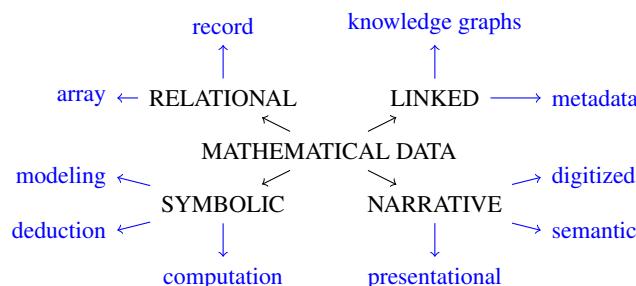 record
knowledge graphs
array
RELATIONAL
LINKED
metadata
MATHEMATICAL DATA
modeling
digitized
SYMBOLIC
NARRATIVE
deduction
semantic
computation
presentational